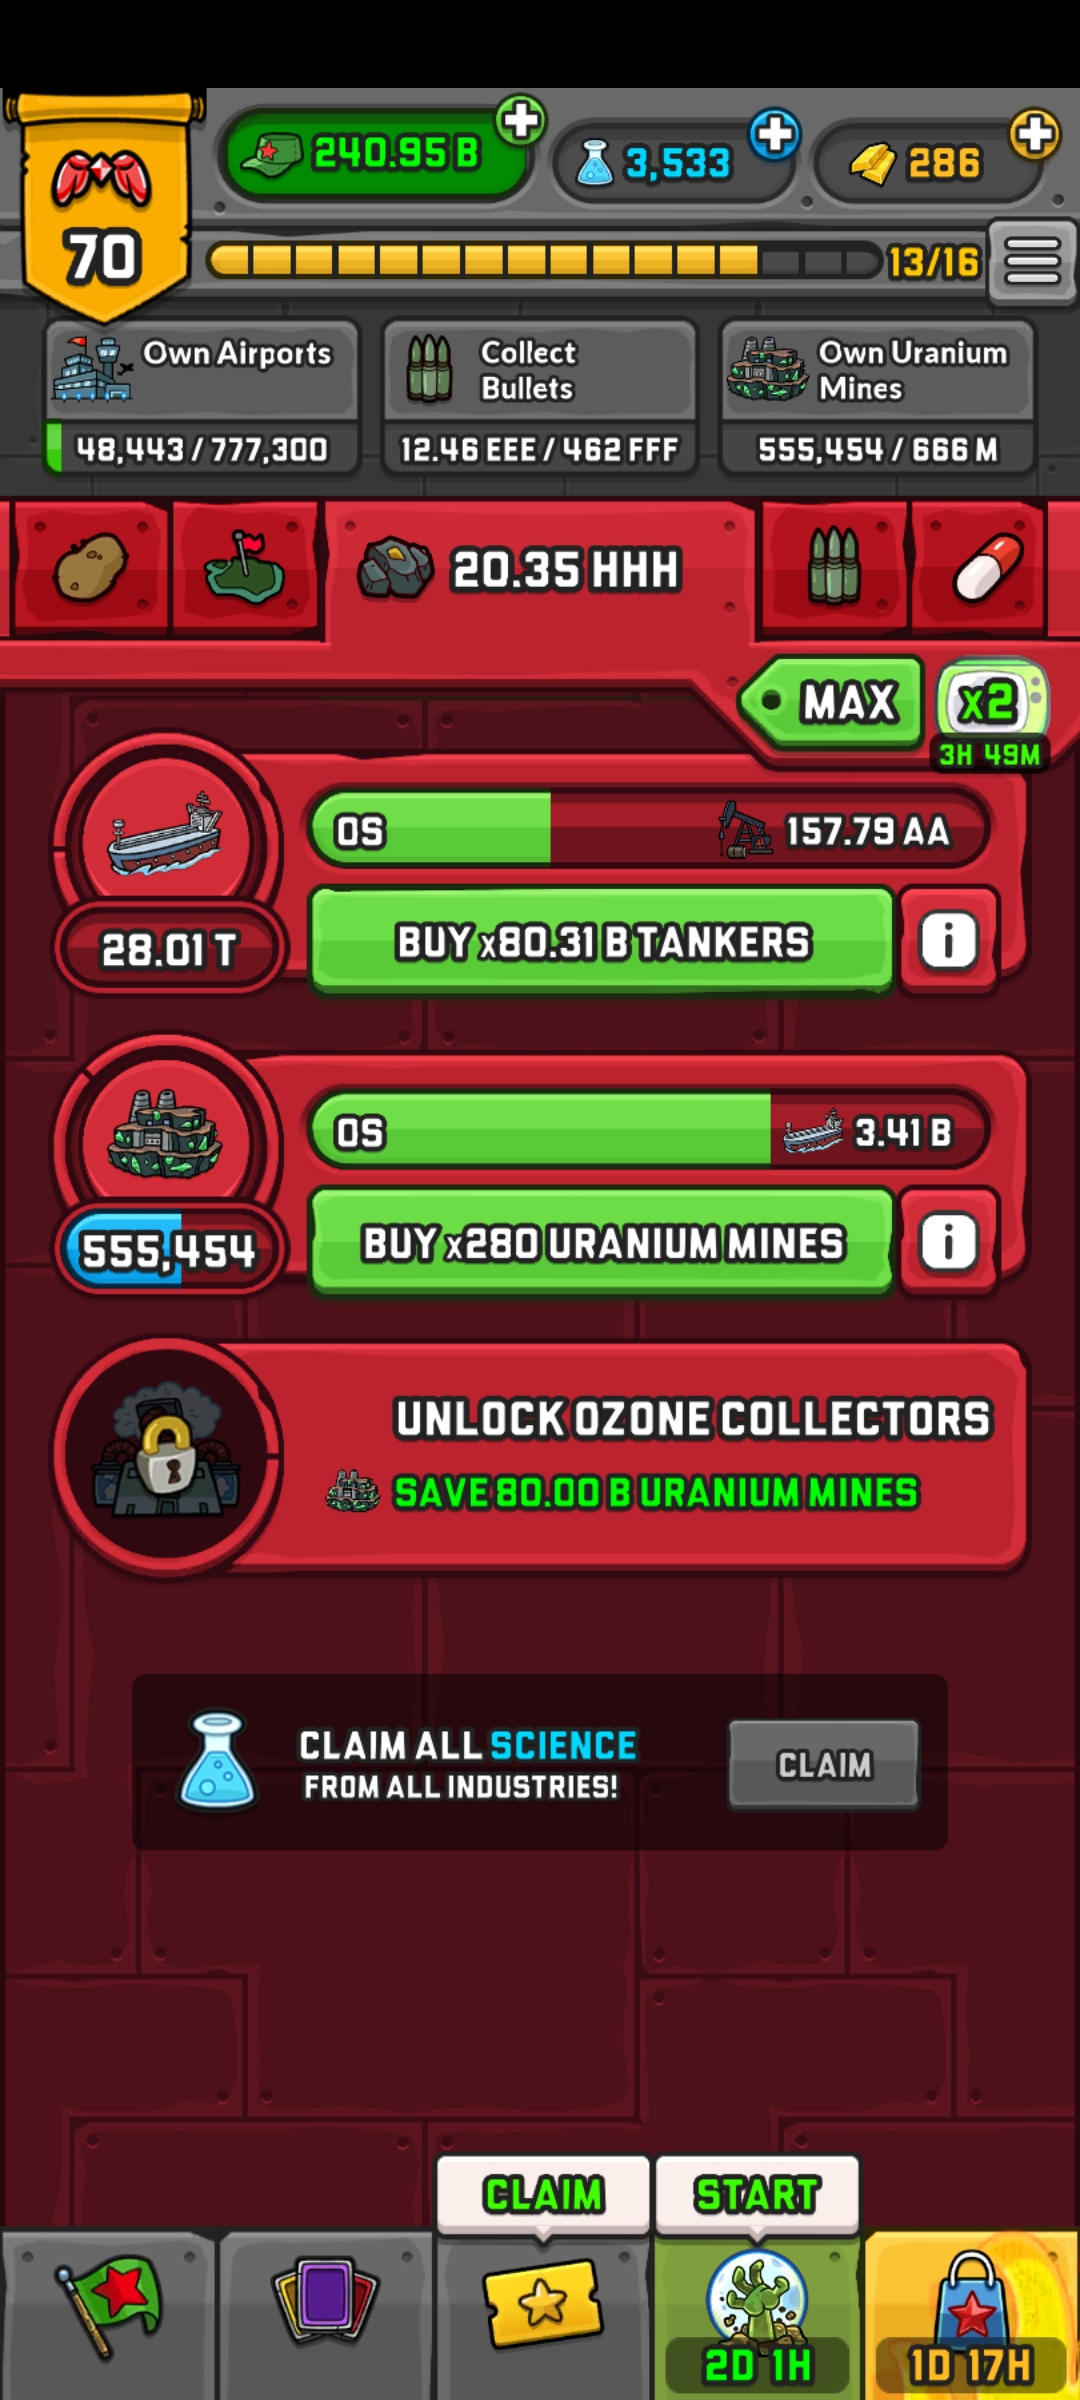 240.95 B
3,533
286
70
13/16
Own Airports
48,443 / 777,300
Collect
Bullets
12.46 EEE / 462 FFF
Own Uranium
Mines
555,454 / 666 M
20.35 HHH
MAX
x2
3H 49M
0S
157.79 AA
28.01 T
BUY x80.31 B TANKERS
i
0S
3.41 B
555,454
BUY x280 URANIUM MINES
i
UNLOCK OZONE COLLECTORS
SAVE 80.00 B URANIUM MINES
CLAIM ALL SCIENCE
FROM ALL INDUSTRIES!
CLAIM
CLAIM
START
2D 1H
1D 17H